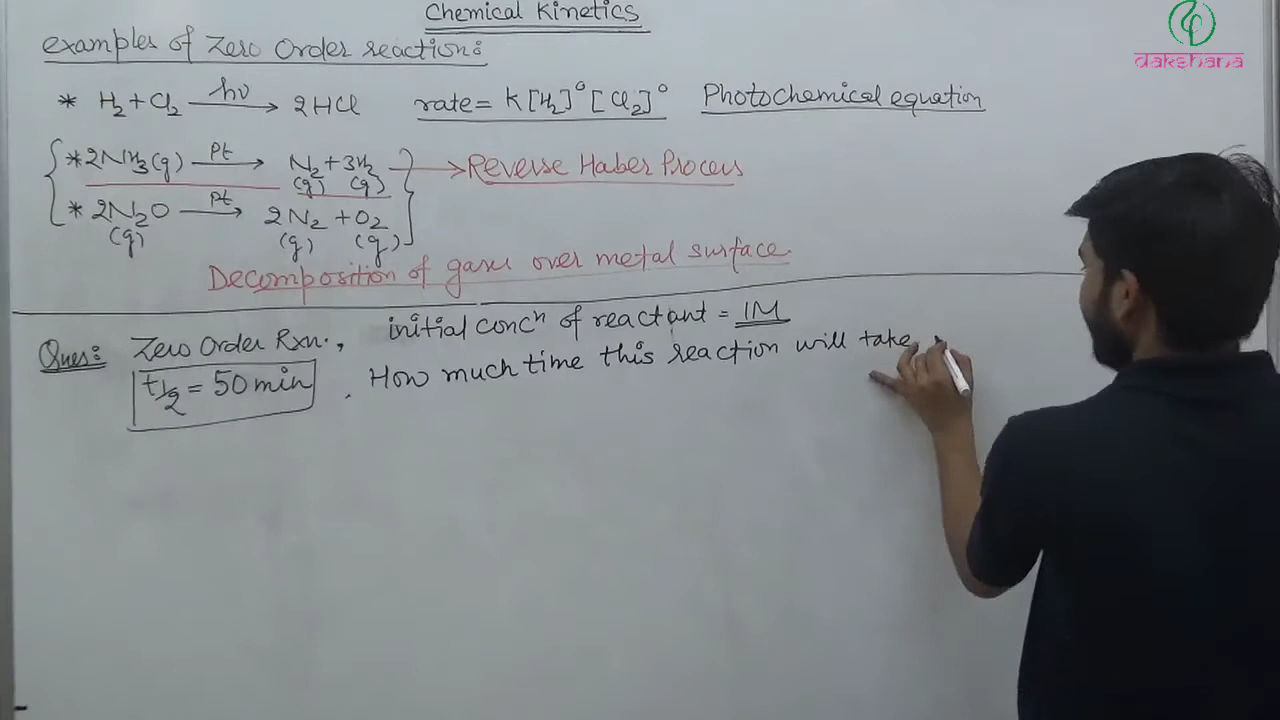 Chemical Kinetics
dakshana
examples of Zero Order reaction:
* H₂ + Cl₂ —hν→ 2HCl rate = K[H₂]⁰[Cl₂]⁰ Photochemical equation
* 2NH₃(g) —Pt→ N₂ + 3H₂ → Reverse Haber Process
(g) (g)
* 2N₂O —Pt→ 2N₂ + O₂
(g) (g) (g)
Decomposition of gases over metal surface
Ques: Zero Order Rxn., initial concⁿ of reactant = 1M
t½ = 50 min . How much time this reaction will take